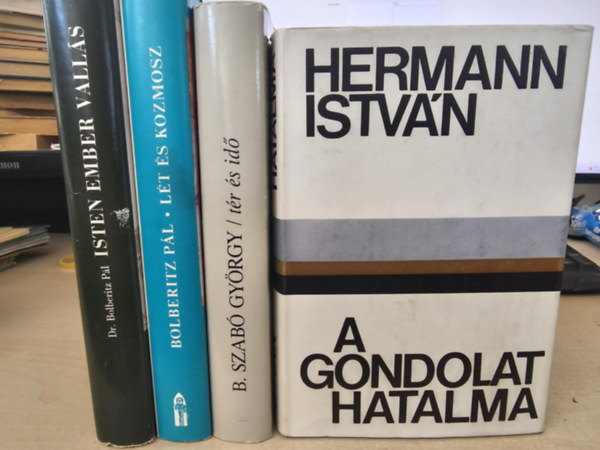 Dr. Bolberitz Pál ISTEN EMBER VALLÁS
BOLBERITZ PÁL • LÉT ÉS KOZMOSZ
B. SZABÓ GYÖRGY / tér és idő
HATALMA
HERMANN
ISTVÁN
A
GONDOLAT
HATALMA